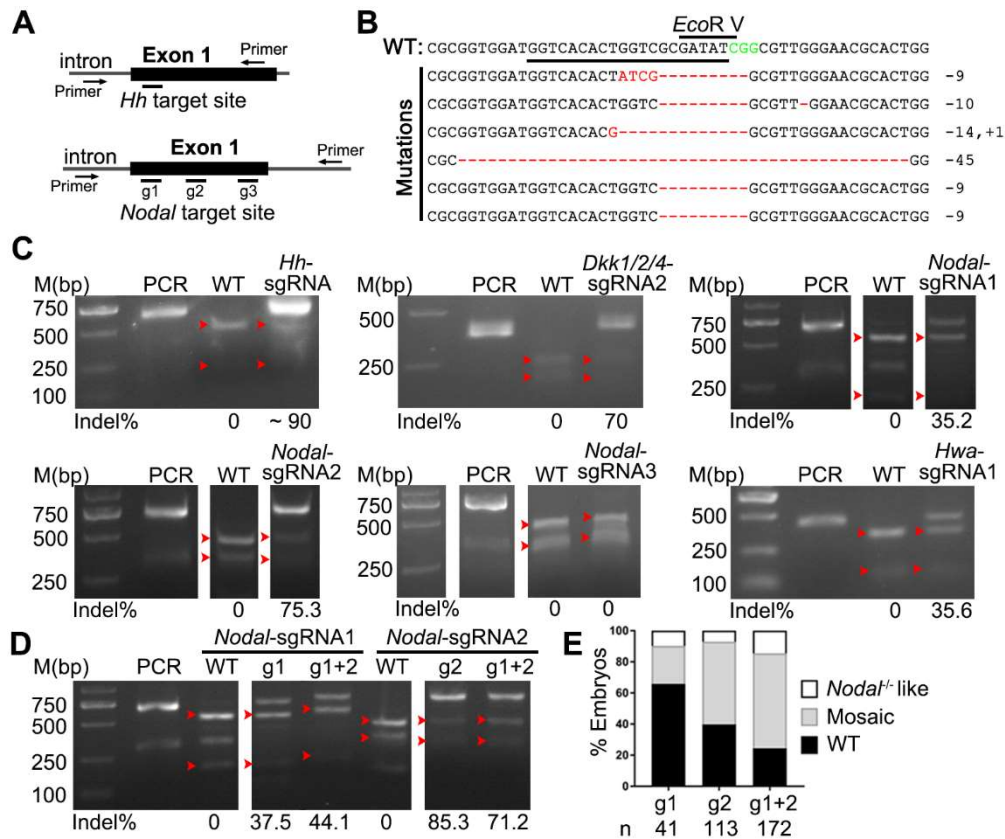 A
intron
Exon 1
Primer
Primer
Hh target site
intron
Exon 1
Primer
Primer
g1 g2 g3
Nodal target site
B
EcoR V
WT: CGCGGTGGATGGTCACACTGGTCGCGATATCGGCGTTGGGAACGCACTGG
Mutations
CGCGGTGGATGGTCACACTATCG---------GCGTTGGGAACGCACTGG -9
CGCGGTGGATGGTCACACTGGTC---------GCGTT-GGAACGCACTGG -10
CGCGGTGGATGGTCACACG-------------GCGTTGGGAACGCACTGG -14,+1
CGC---------------------------------------------GG -45
CGCGGTGGATGGTCACACTGGTC---------GCGTTGGGAACGCACTGG -9
CGCGGTGGATGGTCACACTGGTC---------GCGTTGGGAACGCACTGG -9
C
M(bp) PCR WT Hh-sgRNA
750
500
250
100
Indel% 0 ~ 90
M(bp) PCR WT Dkk1/2/4-sgRNA2
500
250
Indel% 0 70
M(bp) PCR WT Nodal-sgRNA1
750
500
250
Indel% 0 35.2
M(bp) PCR WT Nodal-sgRNA2
750
500
250
Indel% 0 75.3
M(bp) PCR WT Nodal-sgRNA3
750
500
250
Indel% 0 0
M(bp) PCR WT Hwa-sgRNA1
500
250
100
Indel% 0 35.6
D
Nodal-sgRNA1 Nodal-sgRNA2
M(bp) PCR WT g1 g1+2 WT g2 g1+2
750
500
250
100
Indel% 0 37.5 44.1 0 85.3 71.2
E
% Embryos
100
80
60
40
20
0
g1 g2 g1+2
n 41 113 172
Nodal-/- like
Mosaic
WT